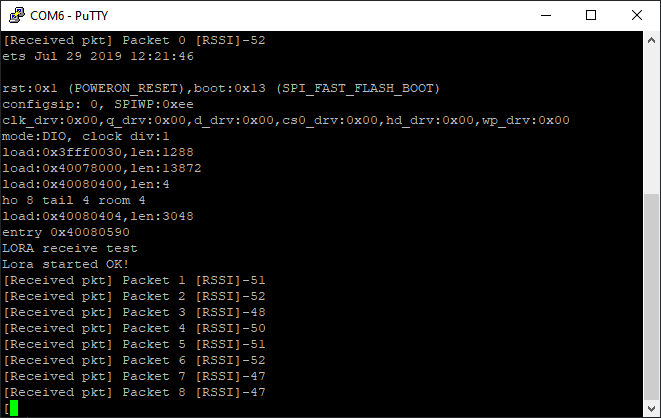 COM6 - PuTTY
[Received pkt] Packet 0 [RSSI]-52
ets Jul 29 2019 12:21:46
rst:0x1 (POWERON_RESET),boot:0x13 (SPI_FAST_FLASH_BOOT)
configsip: 0, SPIWP:0xee
clk_drv:0x00,q_drv:0x00,d_drv:0x00,cs0_drv:0x00,hd_drv:0x00,wp_drv:0x00
mode:DIO, clock div:1
load:0x3fff0030,len:1288
load:0x40078000,len:13872
load:0x40080400,len:4
ho 8 tail 4 room 4
load:0x40080404,len:3048
entry 0x40080590
LORA receive test
Lora started OK!
[Received pkt] Packet 1 [RSSI]-51
[Received pkt] Packet 2 [RSSI]-52
[Received pkt] Packet 3 [RSSI]-48
[Received pkt] Packet 4 [RSSI]-50
[Received pkt] Packet 5 [RSSI]-51
[Received pkt] Packet 6 [RSSI]-52
[Received pkt] Packet 7 [RSSI]-47
[Received pkt] Packet 8 [RSSI]-47
[